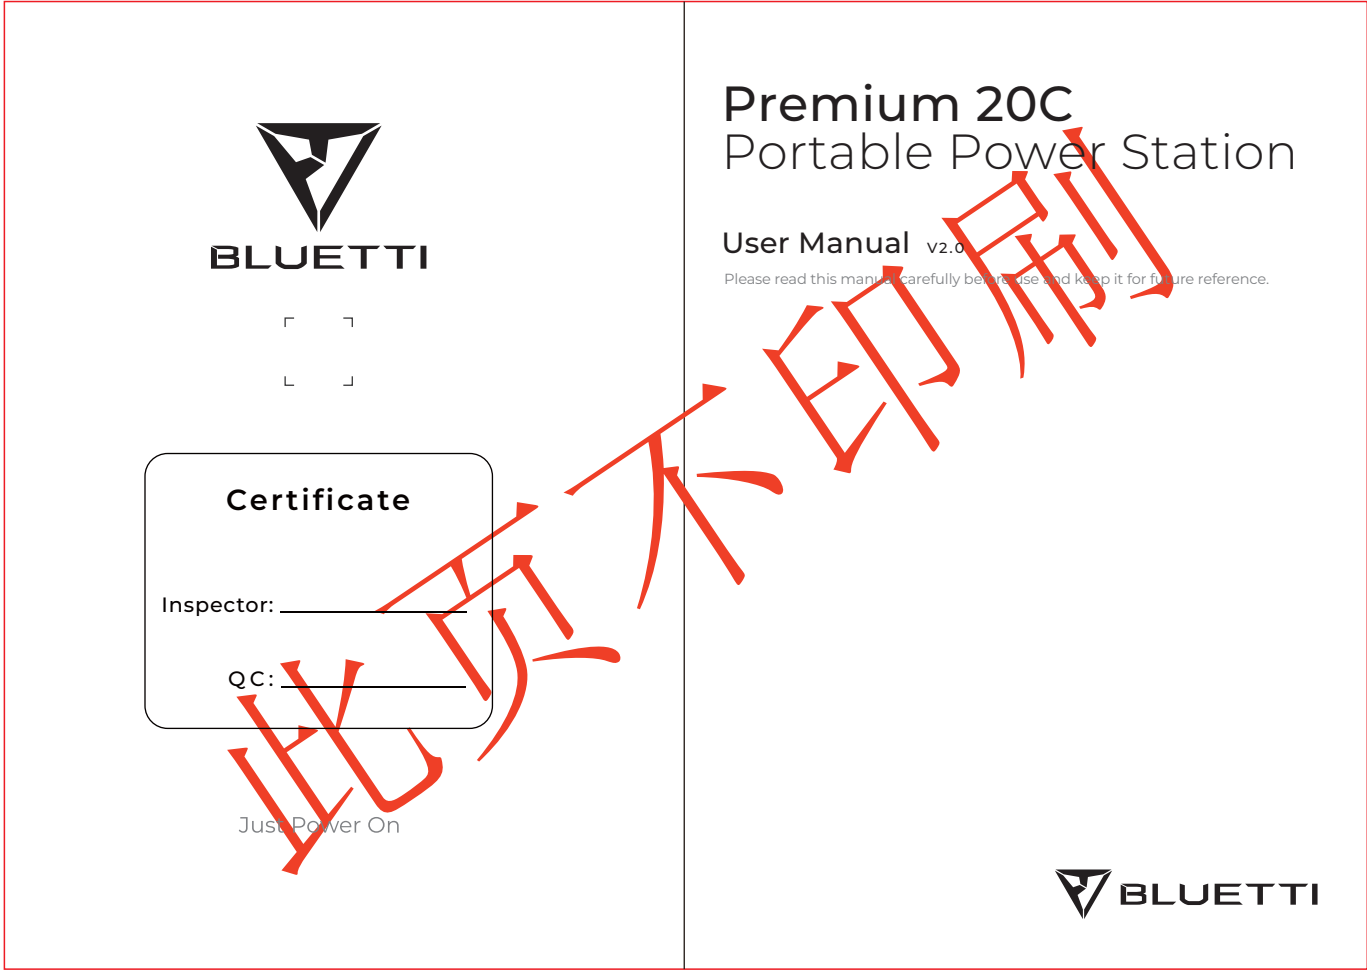 BLUETTI
Certificate
Inspector:
QC:
Just Power On
此页不印刷
Premium 20C
Portable Power Station
User Manual V2.0
Please read this manual carefully before use and keep it for future reference.
BLUETTI